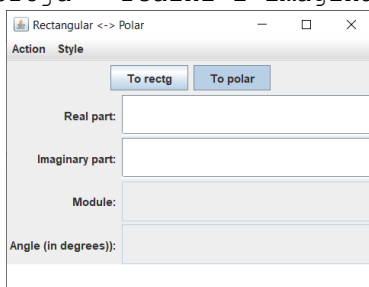 Rectangular <-> Polar
Action Style
To rectg To polar
Real part:
Imaginary part:
Module:
Angle (in degrees)):